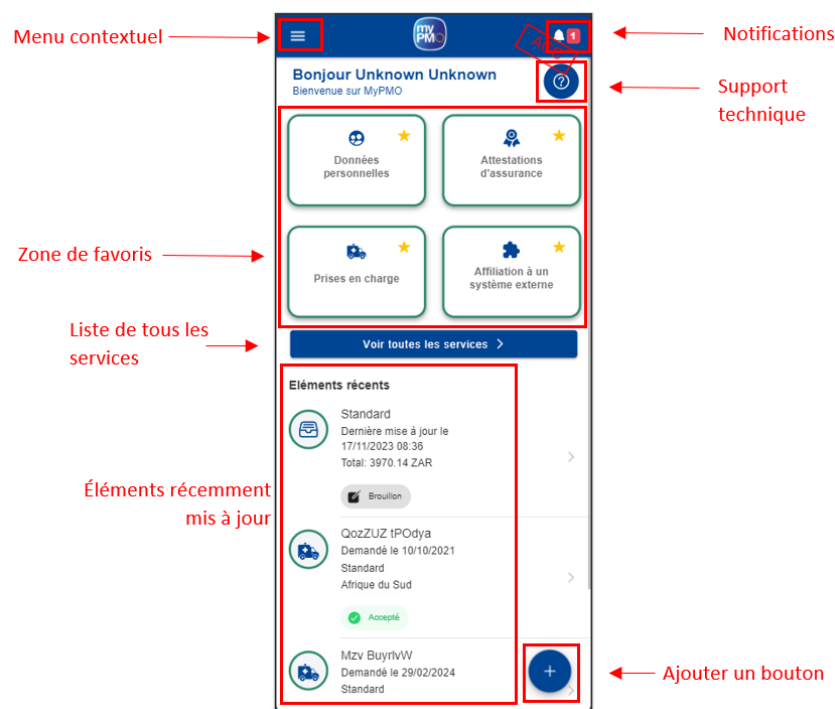 Menu contextuel
my
PMO
1
Notifications
Bonjour Unknown Unknown
Bienvenue sur MyPMO
Support
technique
Données
personnelles
Attestations
d'assurance
Zone de favoris
Prises en charge
Affiliation à un
système externe
Liste de tous les
services
Voir toutes les services
Eléments récents
Standard
Dernière mise à jour le
17/11/2023 08:36
Total: 3970.14 ZAR
Brouillon
Éléments récemment
mis à jour
QozZUZ tPOdya
Demandé le 10/10/2021
Standard
Afrique du Sud
Accepté
Mzv BuyrlvW
Demandé le 29/02/2024
Standard
+
Ajouter un bouton